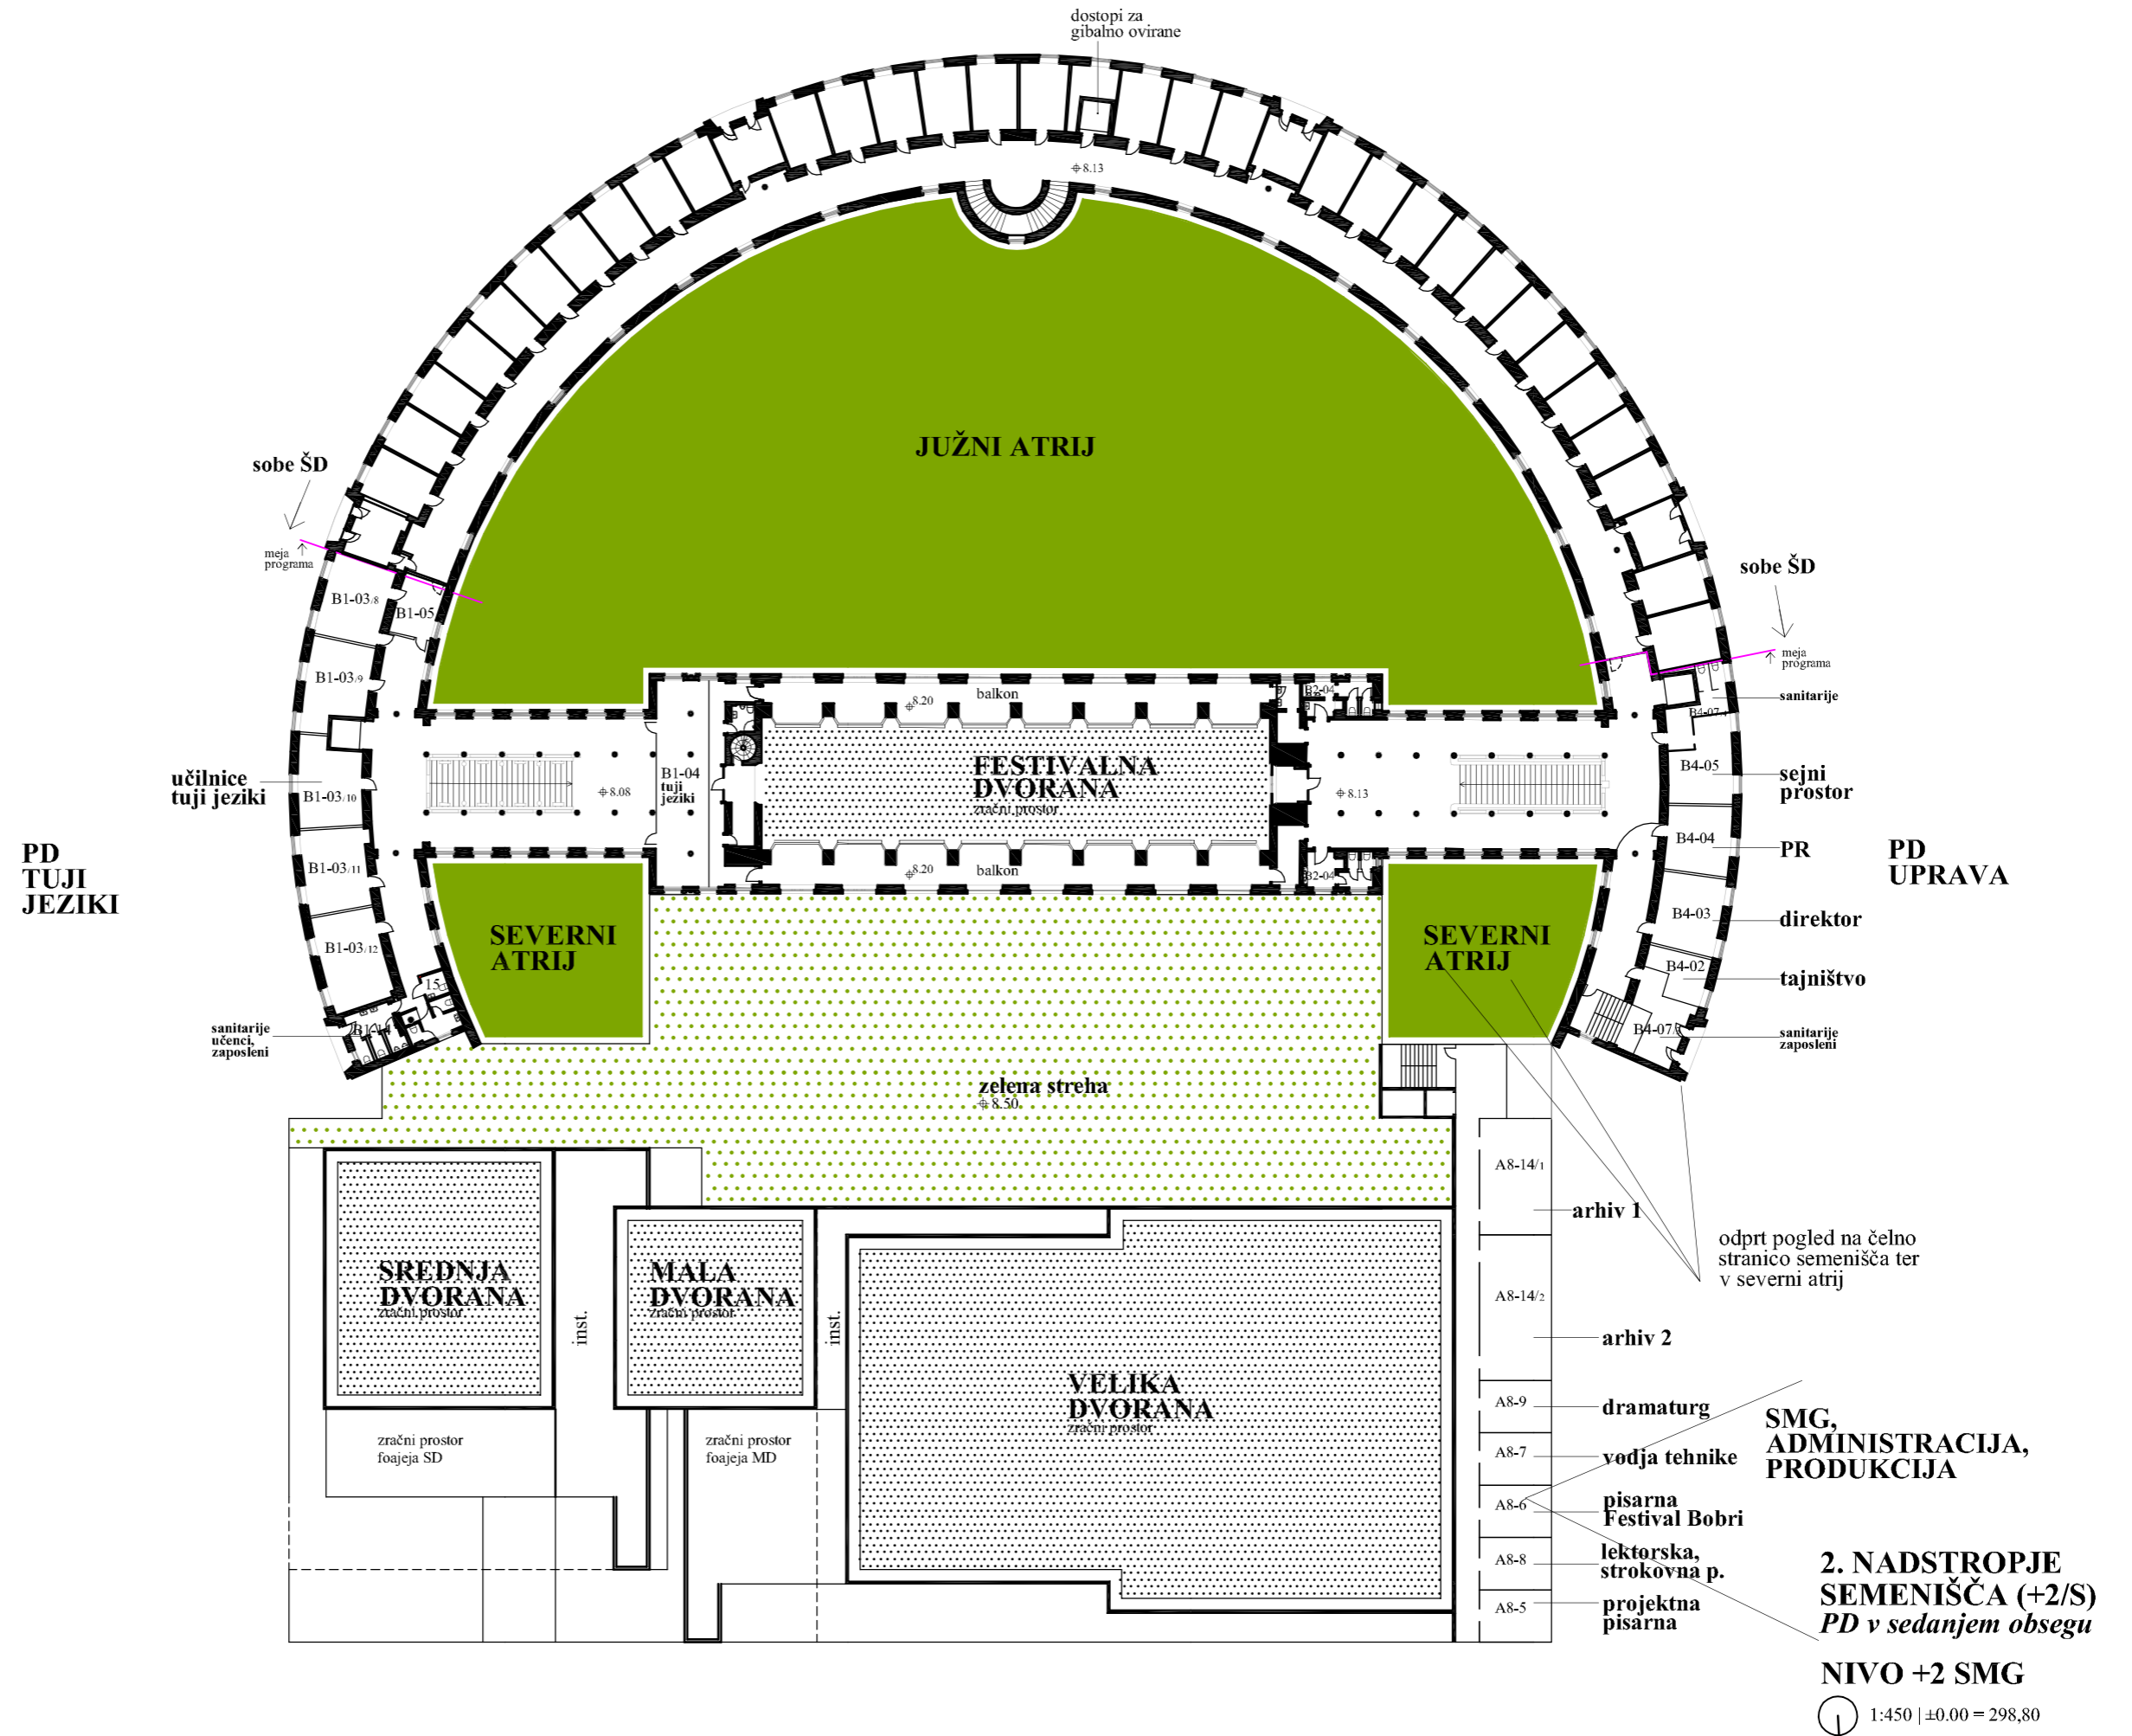 dostopi za
gibalno ovirane
8.13
JUŽNI ATRIJ
sobe ŠD
meja
programa
sobe ŠD
meja
programa
B1-03/8
B1-05
B1-03/9
B1-03/10
B1-03/11
B1-03/12
15
B1-14
učilnice
tuji jeziki
PD
TUJI
JEZIKI
sanitarije
učenci,
zaposleni
8.08
B1-04
tuji
jeziki
8.20
balkon
FESTIVALNA
DVORANA
zračni prostor
8.20
balkon
B2-04
B2-04
8.13
sanitarije
B4-05
sejni
prostor
B4-04
PR
PD
UPRAVA
B4-03
direktor
B4-02
tajništvo
sanitarije
zaposleni
SEVERNI
ATRIJ
SEVERNI
ATRIJ
zelena streha
8.50
A8-14/1
arhiv 1
odprt pogled na čelno
stranico semenišča ter
v severni atrij
A8-14/2
arhiv 2
SREDNJA
DVORANA
zračni prostor
inst.
MALA
DVORANA
zračni prostor
inst.
VELIKA
DVORANA
zračni prostor
zračni prostor
foajeja SD
zračni prostor
foajeja MD
A8-9
dramaturg
A8-7
vodja tehnike
A8-6
pisarna
Festival Bobri
A8-8
lektorska,
strokovna p.
A8-5
projektna
pisarna
SMG,
ADMINISTRACIJA,
PRODUKCIJA
2. NADSTROPJE
SEMENIŠČA (+2/S)
PD v sedanjem obsegu
NIVO +2 SMG
1:450 | ±0.00 = 298,80